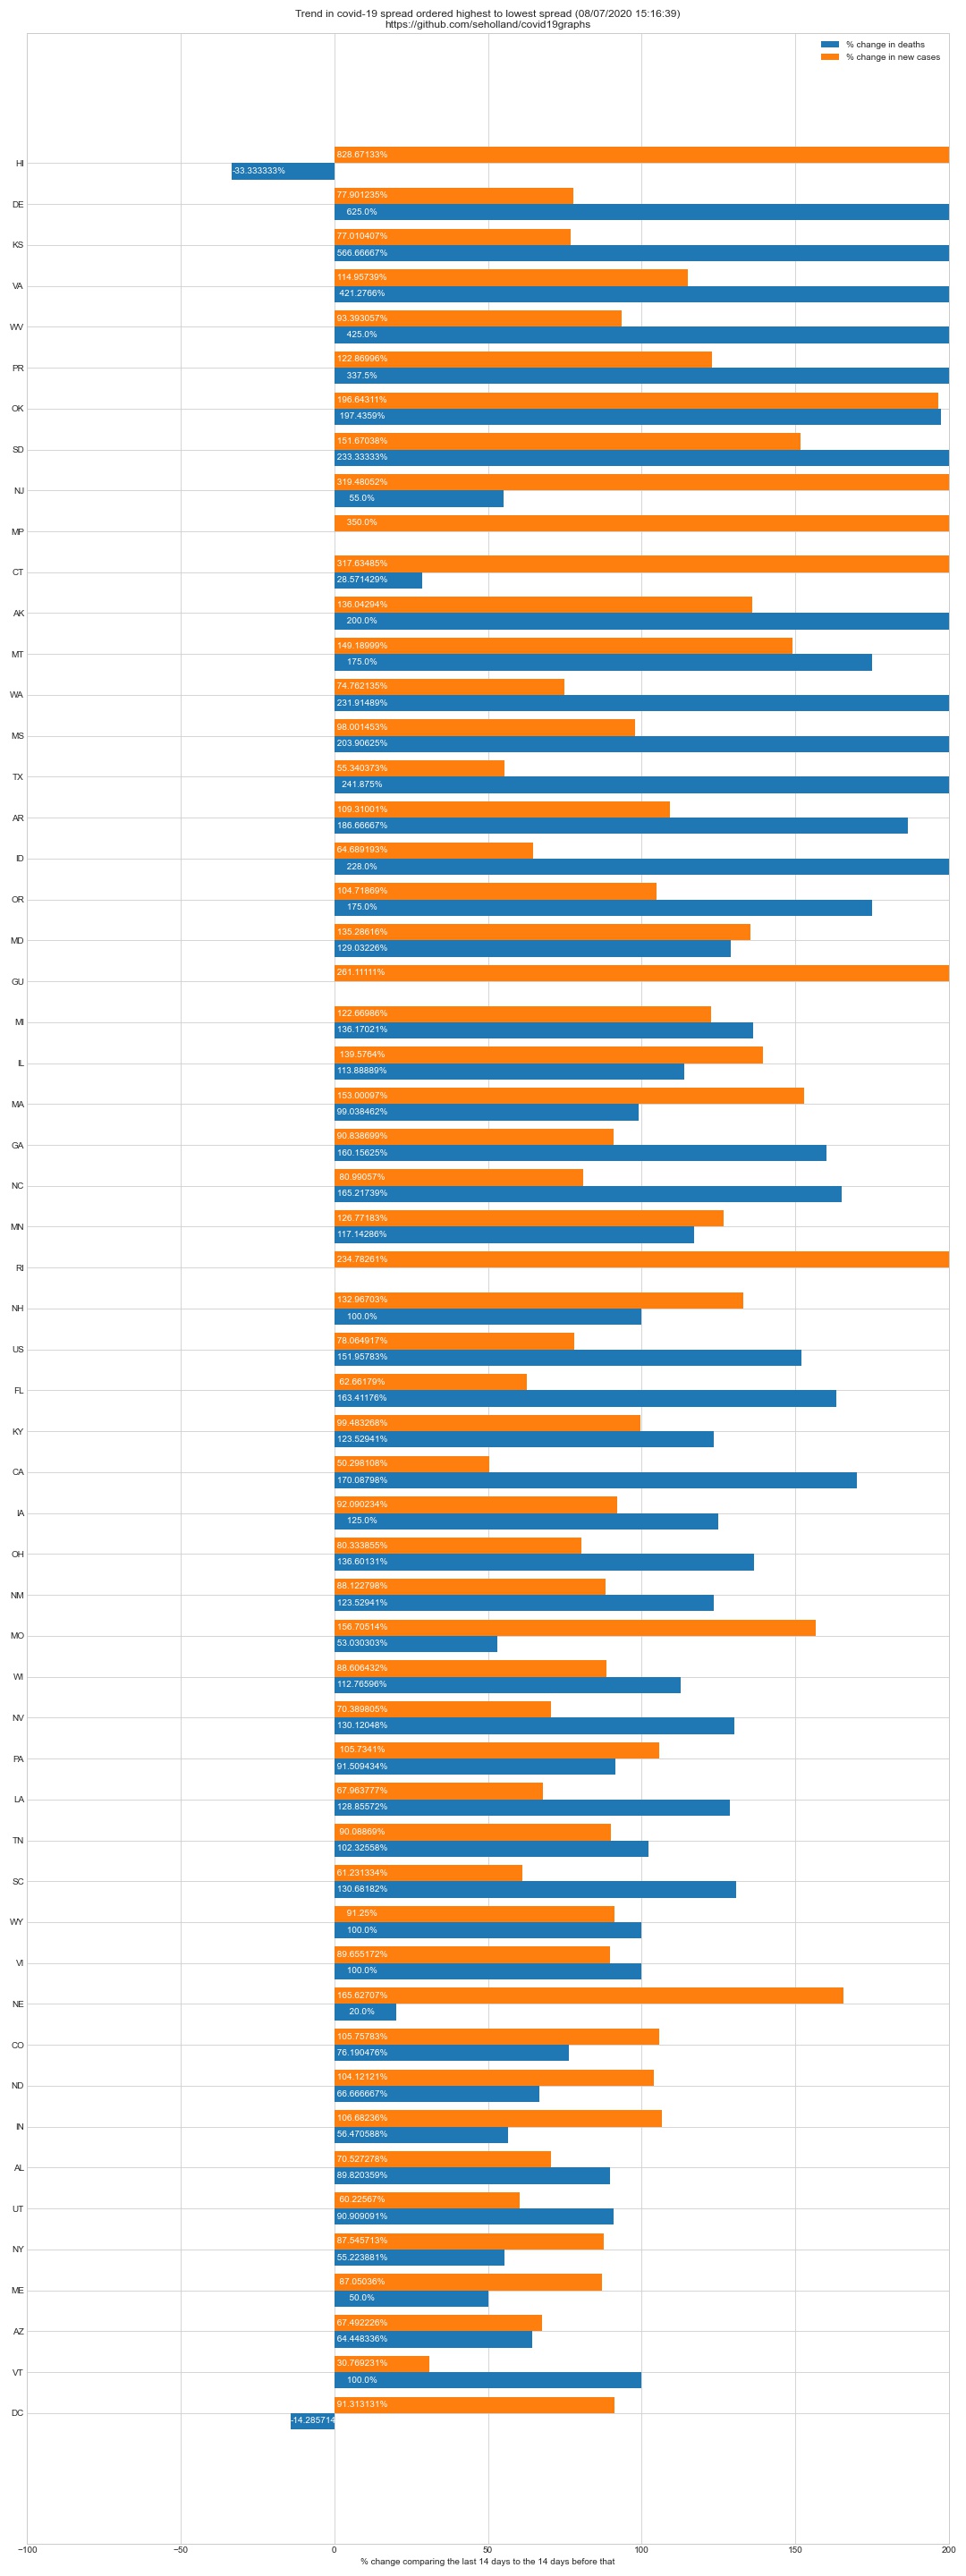 Trend in covid-19 spread ordered highest to lowest spread (08/07/2020 15:16:39)
https://github.com/seholland/covid19graphs
% change in deaths
% change in new cases
828.67133%
HI
-33.333333%
77.901235%
DE
625.0%
77.010407%
KS
566.66667%
114.95739%
VA
421.2766%
93.393057%
WV
425.0%
122.86996%
PR
337.5%
196.64311%
OK
197.4359%
151.67038%
SD
233.33333%
319.48052%
NJ
55.0%
350.0%
MP
317.63485%
CT
28.571429%
136.04294%
AK
200.0%
149.18999%
MT
175.0%
74.762135%
WA
231.91489%
98.001453%
MS
203.90625%
55.340373%
TX
241.875%
109.31001%
AR
186.66667%
64.689193%
ID
228.0%
104.71869%
OR
175.0%
135.28616%
MD
129.03226%
261.11111%
GU
122.66986%
MI
136.17021%
139.5764%
IL
113.88889%
153.00097%
MA
99.038462%
90.838699%
GA
160.15625%
80.99057%
NC
165.21739%
126.77183%
MN
117.14286%
234.78261%
RI
132.96703%
NH
100.0%
78.064917%
US
151.95783%
62.66179%
FL
163.41176%
99.483268%
KY
123.52941%
50.298108%
CA
170.08798%
92.090234%
IA
125.0%
80.333855%
OH
136.60131%
88.122798%
NM
123.52941%
156.70514%
MO
53.030303%
88.606432%
WI
112.76596%
70.389805%
NV
130.12048%
105.7341%
PA
91.509434%
67.963777%
LA
128.85572%
90.08869%
TN
102.32558%
61.231334%
SC
130.68182%
91.25%
WY
100.0%
89.655172%
VI
100.0%
165.62707%
NE
20.0%
105.75783%
CO
76.190476%
104.12121%
ND
66.666667%
106.68236%
IN
56.470588%
70.527278%
AL
89.820359%
60.22567%
UT
90.909091%
87.545713%
NY
55.223881%
87.05036%
ME
50.0%
67.492226%
AZ
64.448336%
30.769231%
VT
100.0%
91.313131%
DC
-14.285714
−100 −50 0 50 100 150 200
% change comparing the last 14 days to the 14 days before that